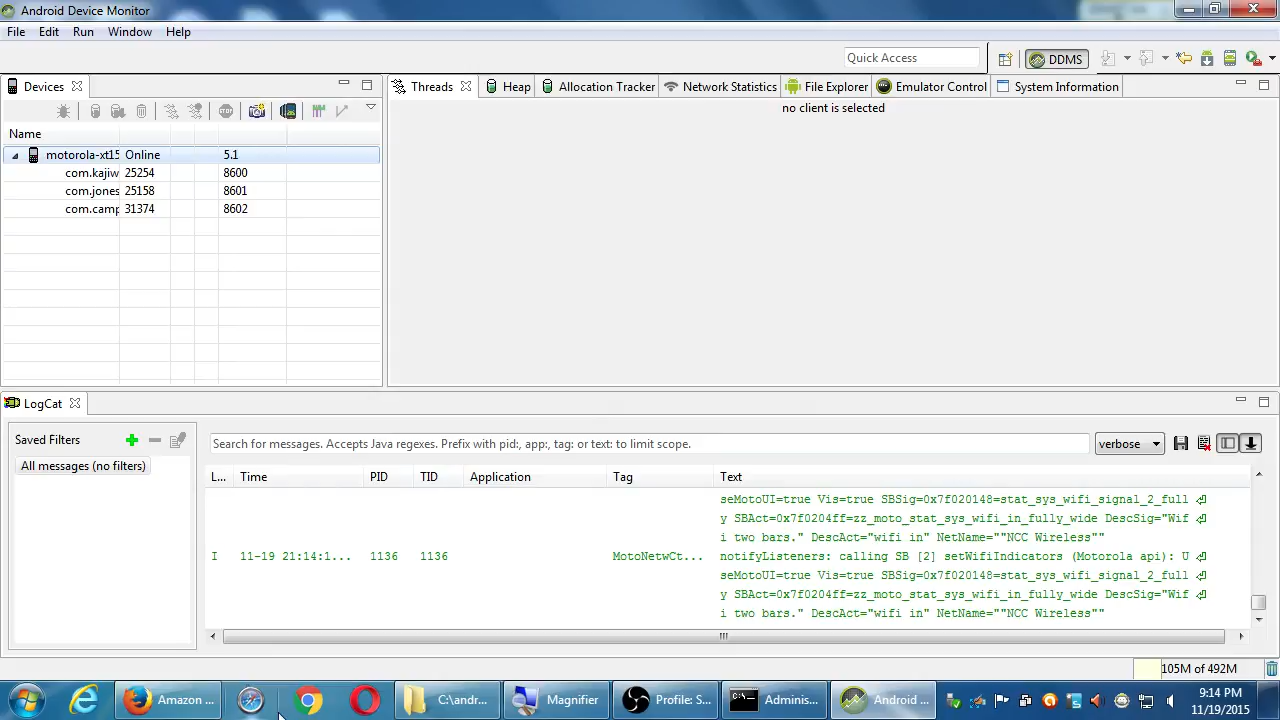 Android Device Monitor
File Edit Run Window Help
Quick Access
DDMS
Devices
Threads Heap Allocation Tracker Network Statistics File Explorer Emulator Control System Information
no client is selected
Name
motorola-xt15 Online 5.1
com.kajiw 25254 8600
com.jones 25158 8601
com.camp 31374 8602
LogCat
Saved Filters
All messages (no filters)
Search for messages. Accepts Java regexes. Prefix with pid:, app:, tag: or text: to limit scope.
verbose
L... Time PID TID Application Tag Text
seMotoUI=true Vis=true SBSig=0x7f020148=stat_sys_wifi_signal_2_full
y SBAct=0x7f0204ff=zz_moto_stat_sys_wifi_in_fully_wide DescSig="Wif
i two bars." DescAct="wifi in" NetName=""NCC Wireless""
I 11-19 21:14:1... 1136 1136 MotoNetwCt... notifyListeners: calling SB [2] setWifiIndicators (Motorola api): U
seMotoUI=true Vis=true SBSig=0x7f020148=stat_sys_wifi_signal_2_full
y SBAct=0x7f0204ff=zz_moto_stat_sys_wifi_in_fully_wide DescSig="Wif
i two bars." DescAct="wifi in" NetName=""NCC Wireless""
105M of 492M
Amazon ... C:\andr... Magnifier Profile: S... Adminis... Android ...
9:14 PM
11/19/2015